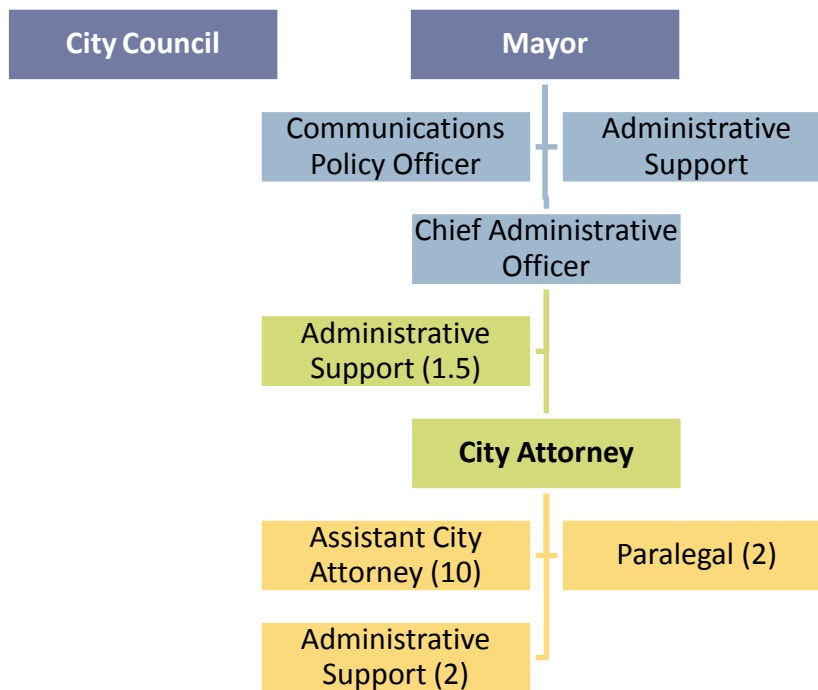 City Council
Mayor
Communications
Policy Officer
Administrative
Support
Chief Administrative
Officer
Administrative
Support (1.5)
City Attorney
Assistant City
Attorney (10)
Paralegal (2)
Administrative
Support (2)